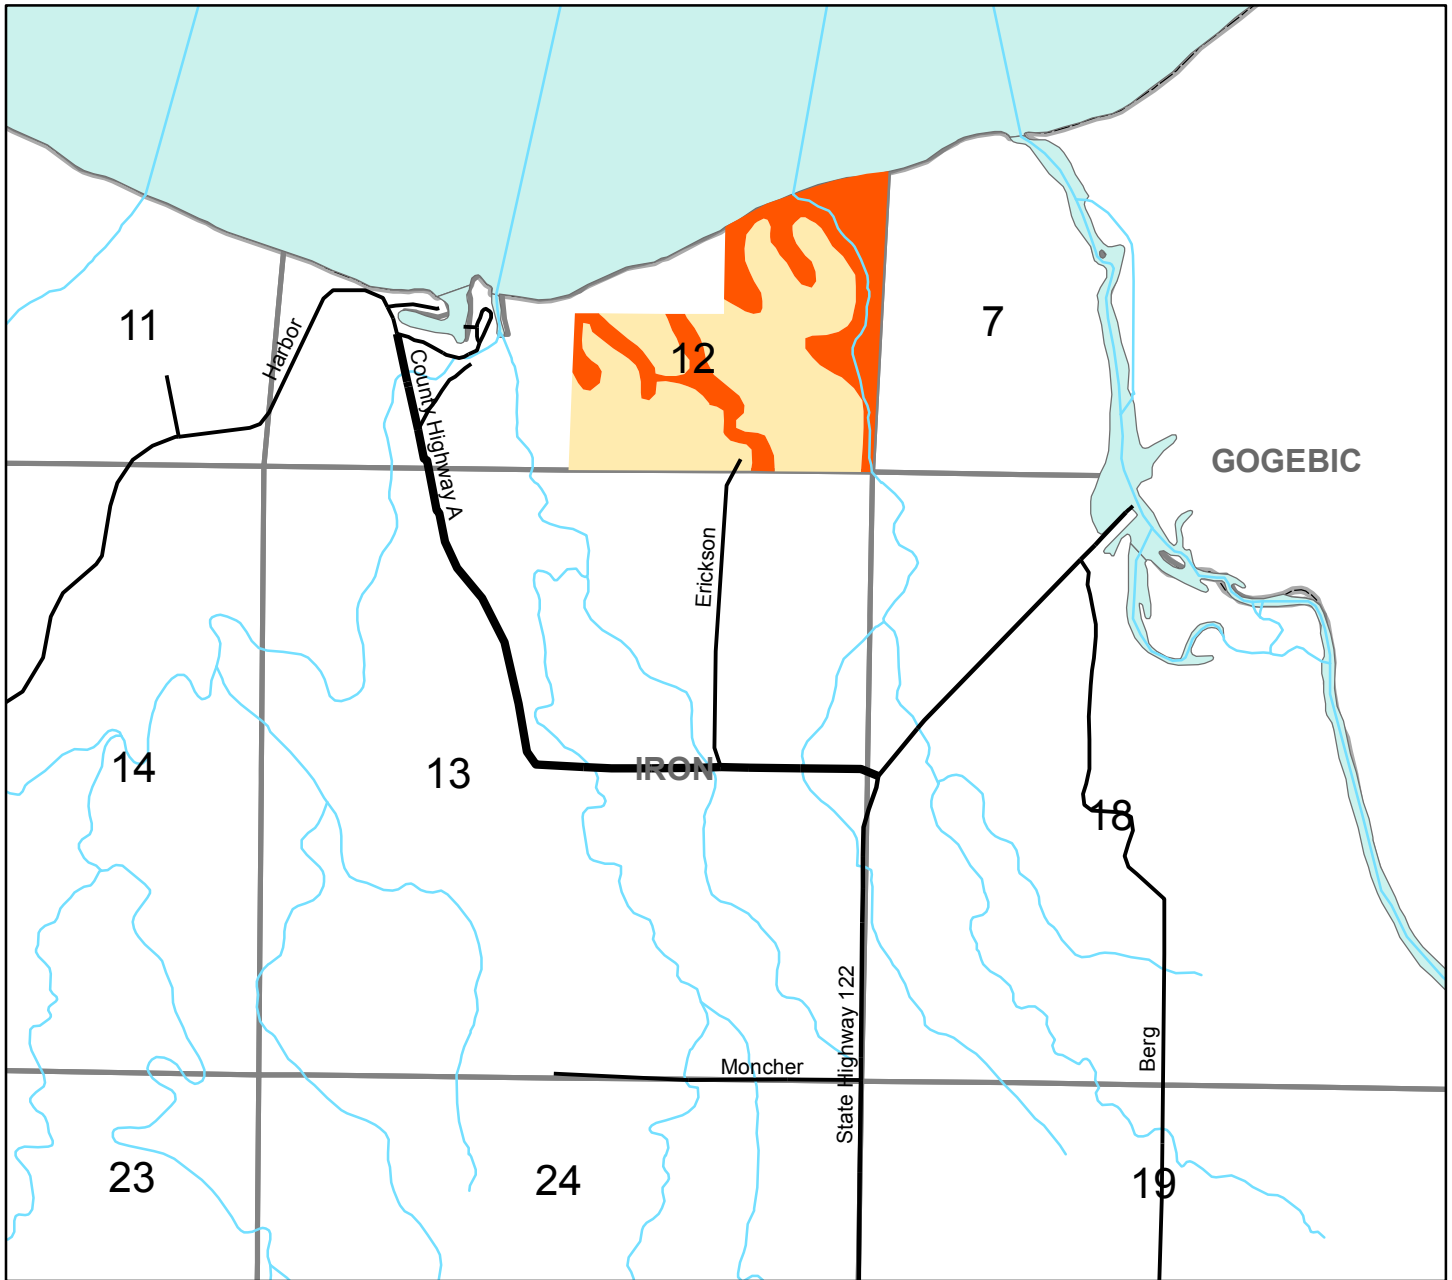 11
Harbor
County Highway A
12
7
GOGEBIC
Erickson
14
13
IRON
18
State Highway 122
Moncher
Berg
23
24
19